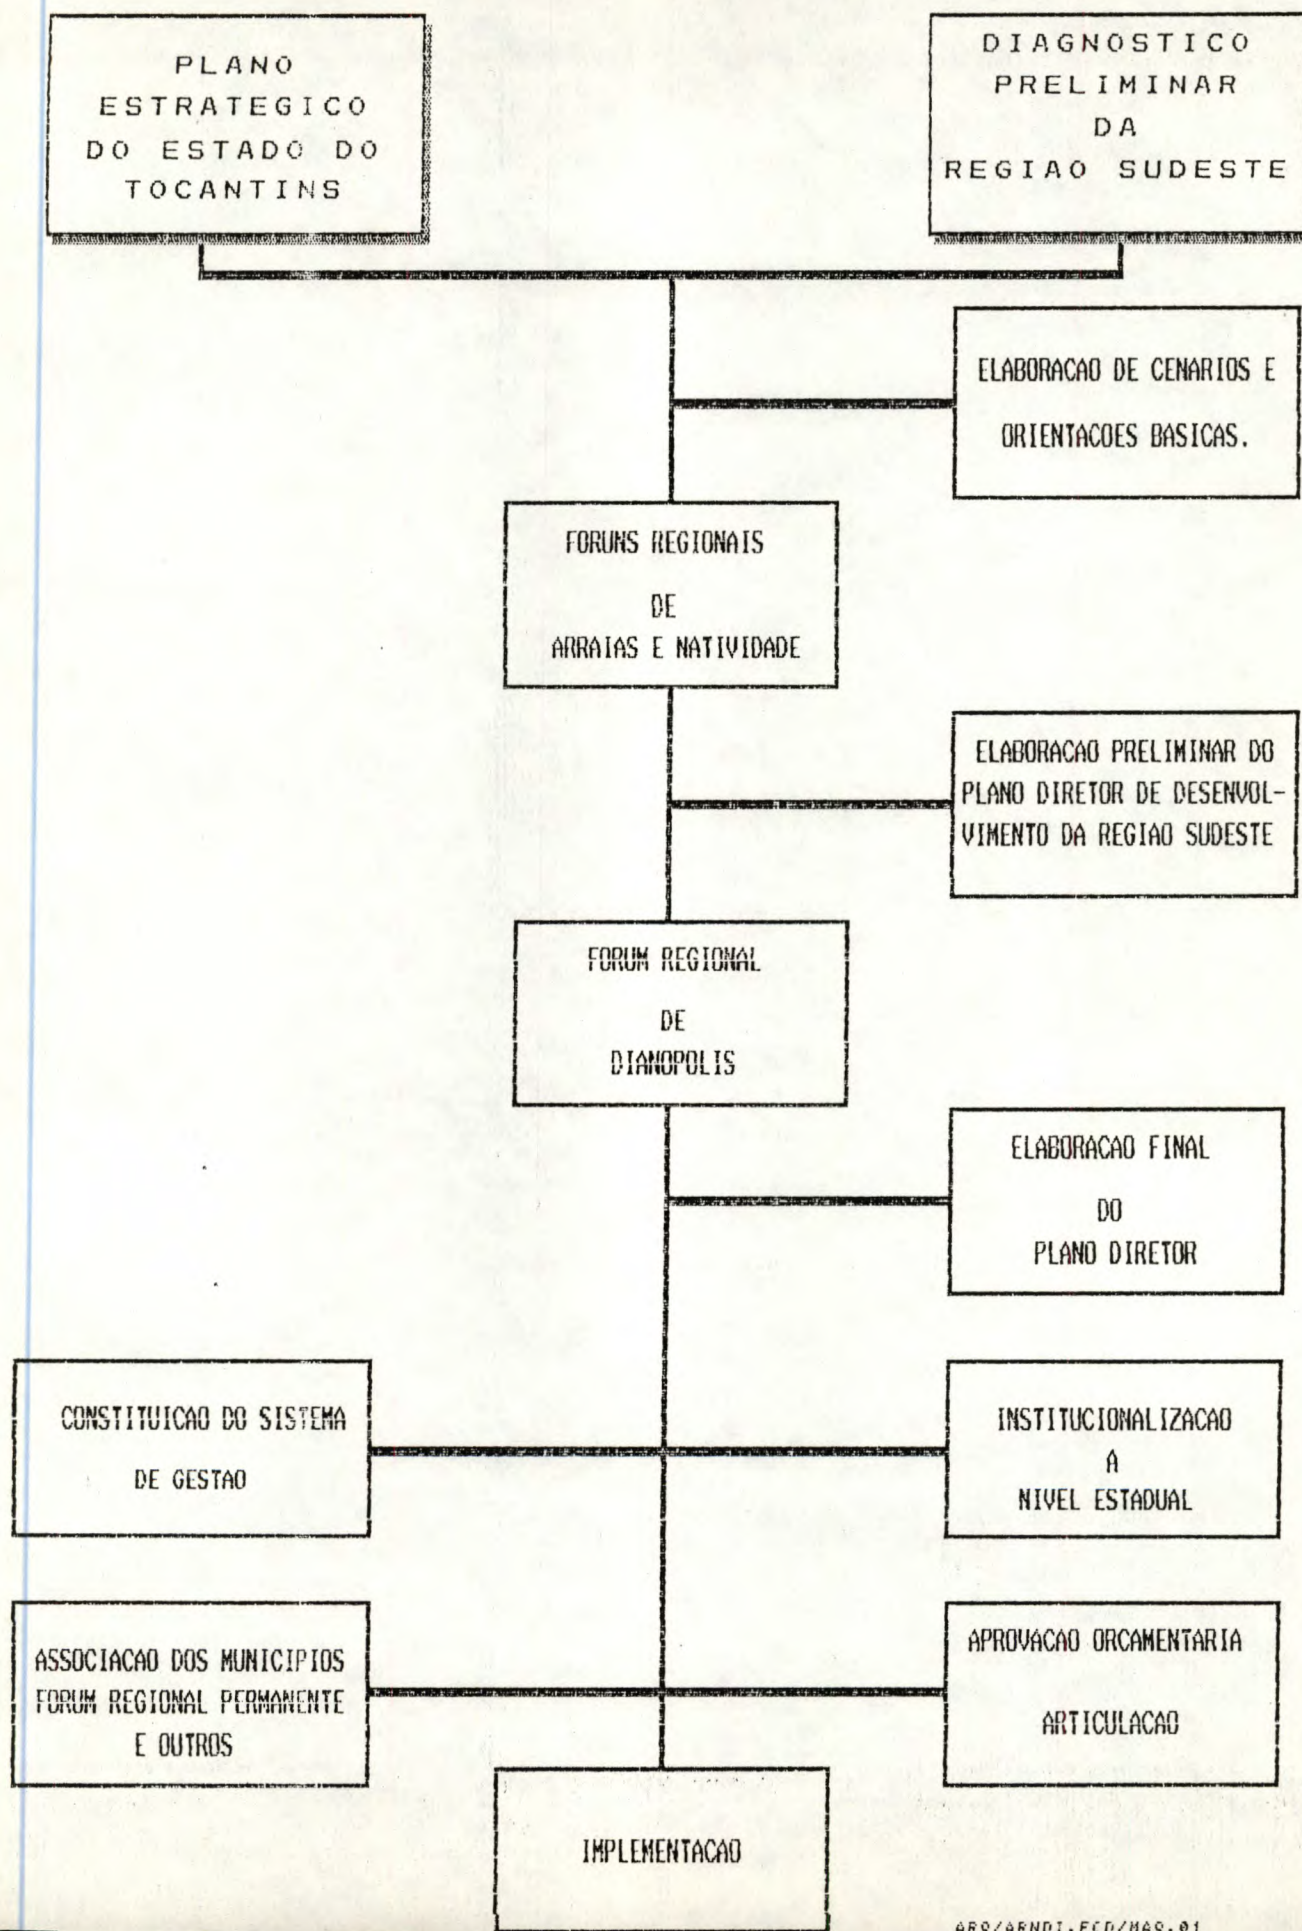 PLANO
ESTRATEGICO
DO ESTADO DO
TOCANTINS
DIAGNOSTICO
PRELIMINAR
DA
REGIAO SUDESTE
ELABORACAO DE CENARIOS E
ORIENTACOES BASICAS.
FORUNS REGIONAIS
DE
ARRAIAS E NATIVIDADE
ELABORACAO PRELIMINAR DO
PLANO DIRETOR DE DESENVOL-
VIMENTO DA REGIAO SUDESTE
FORUM REGIONAL
DE
DIANOPOLIS
ELABORACAO FINAL
DO
PLANO DIRETOR
CONSTITUICAO DO SISTEMA
DE GESTAO
INSTITUCIONALIZACAO
A
NIVEL ESTADUAL
ASSOCIACAO DOS MUNICIPIOS
FORUM REGIONAL PERMANENTE
E OUTROS
APROVACAO ORCAMENTARIA
ARTICULACAO
IMPLEMENTACAO